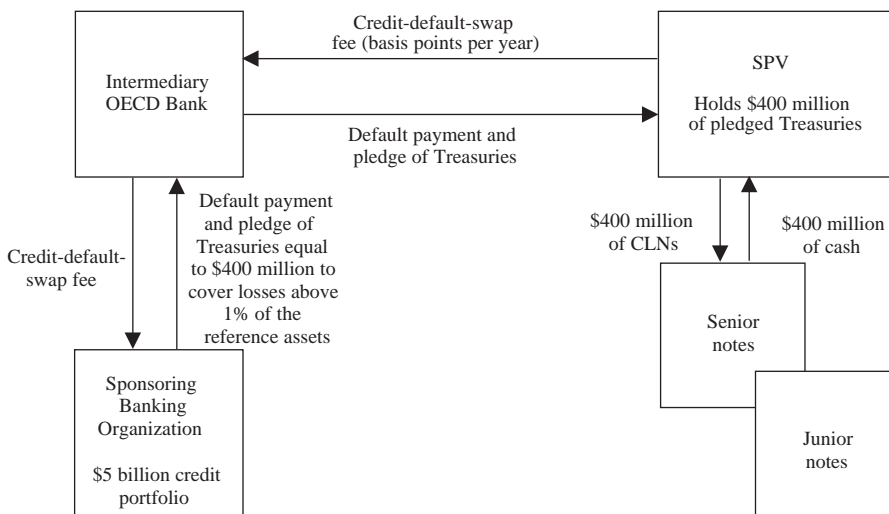 Credit-default-swap
fee (basis points per year)
Intermediary
OECD Bank
SPV
Holds $400 million
of pledged Treasuries
Default payment and
pledge of Treasuries
Credit-default-
swap fee
Default payment
and pledge of
Treasuries equal
to $400 million to
cover losses above
1% of the
reference assets
$400 million
of CLNs
$400 million
of cash
Senior
notes
Sponsoring
Banking
Organization
$5 billion credit
portfolio
Junior
notes